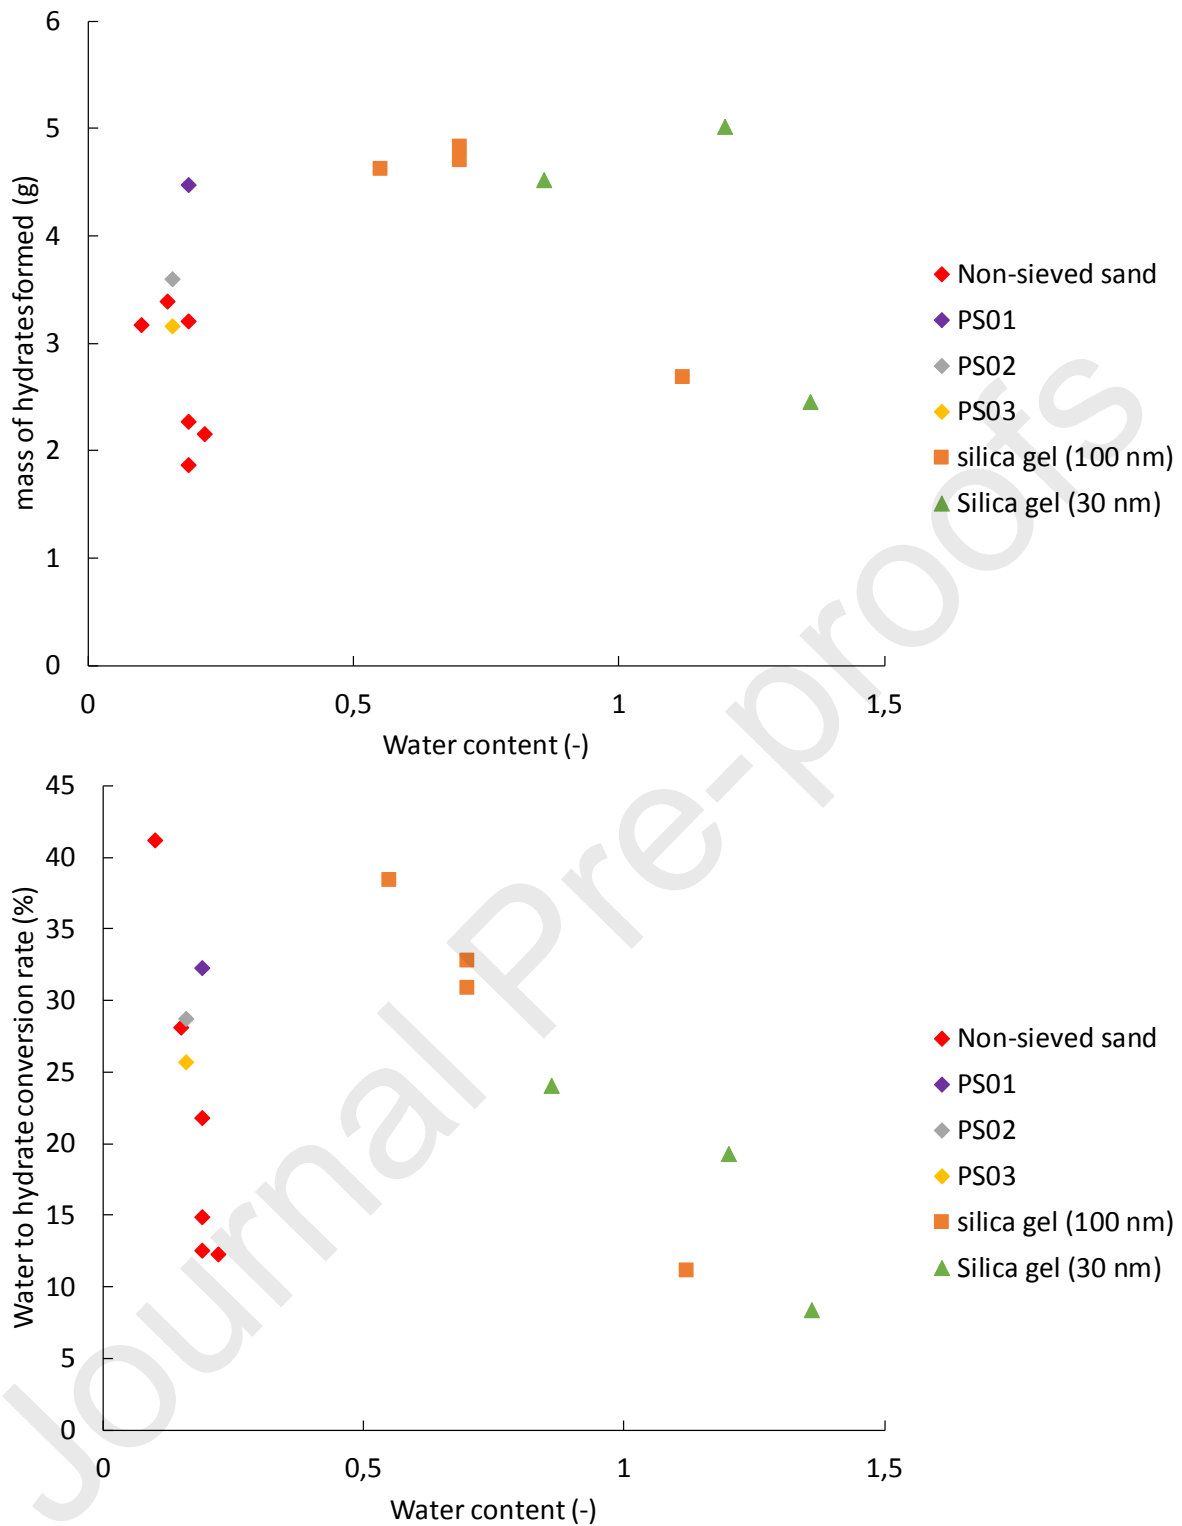 6
5
4
3
2
1
0
mass of hydratesformed (g)
0
0,5
1
1,5
Water content (-)
Non-sieved sand
PS01
PS02
PS03
silica gel (100 nm)
Silica gel (30 nm)
45
40
35
30
25
20
15
10
5
0
Water to hydrate conversion rate (%)
0
0,5
1
1,5
Water content (-)
Non-sieved sand
PS01
PS02
PS03
silica gel (100 nm)
Silica gel (30 nm)
Journal Pre-proofs